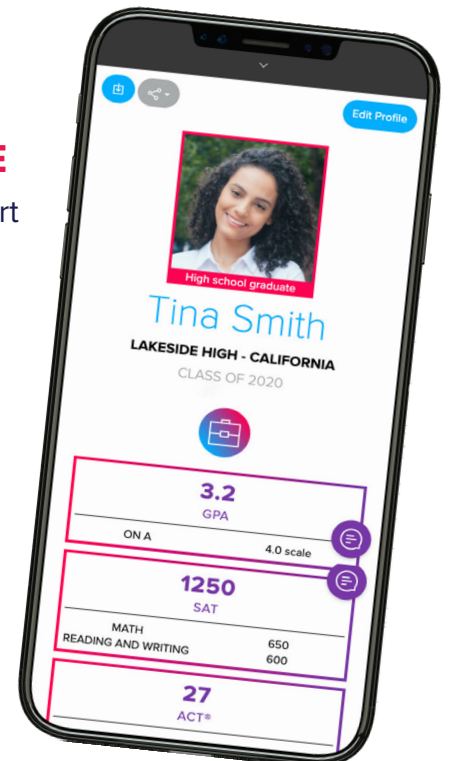 E
rt
Edit Profile
High school graduate
Tina Smith
LAKESIDE HIGH - CALIFORNIA
CLASS OF 2020
3.2
GPA
ON A 4.0 scale
1250
SAT
MATH 650
READING AND WRITING 600
27
ACT®